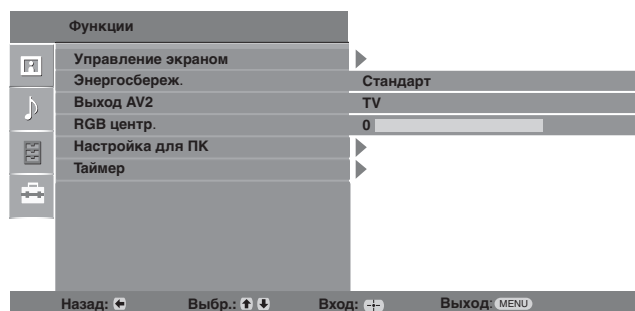 Функции
Управление экраном
Энергосбереж. Стандарт
Выход AV2 TV
RGB центр. 0
Настройка для ПК
Таймер
Назад: Выбр.: Вход: Выход: MENU